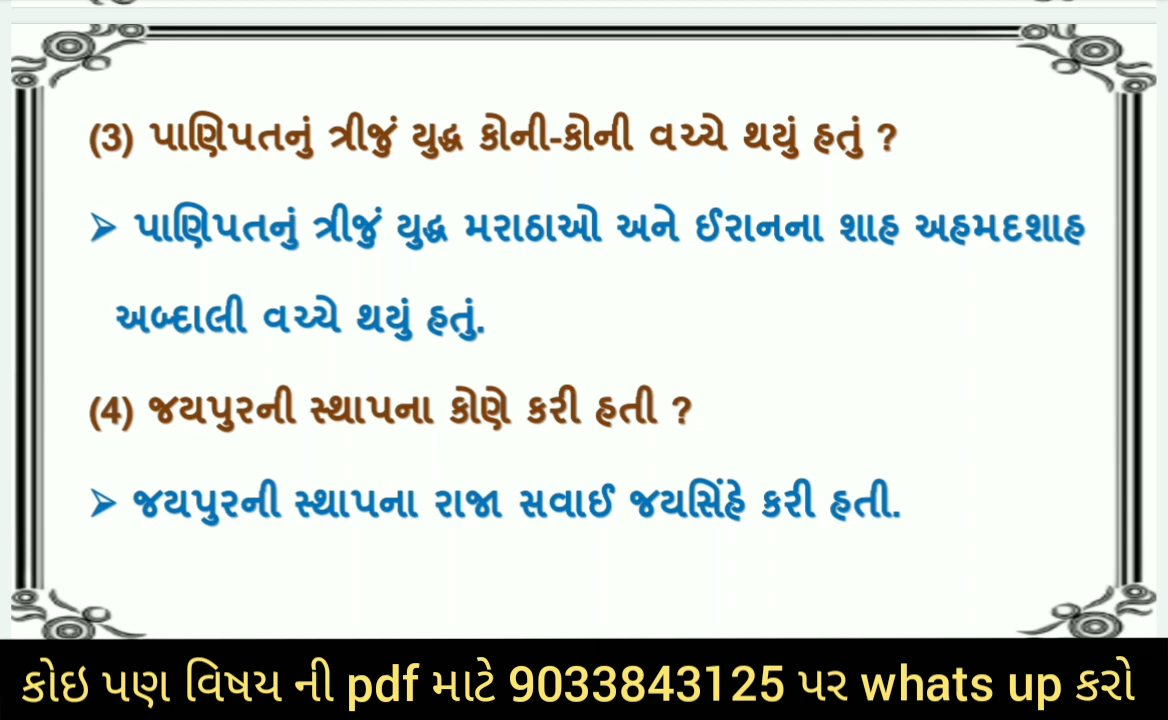 (3) પાણિપતનું ત્રીજું યુદ્ધ કોની-કોની વચ્ચે થયું હતું ?
➢ પાણિપતનું ત્રીજું યુદ્ધ મરાઠાઓ અને ઈરાનના શાહ અહમદશાહ
અબ્દાલી વચ્ચે થયું હતું.
(4) જયપુરની સ્થાપના કોણે કરી હતી ?
➢ જયપુરની સ્થાપના રાજા સવાઈ જયસિંહે કરી હતી.
કોઇ પણ વિષય ની pdf માટે 9033843125 પર whats up કરો